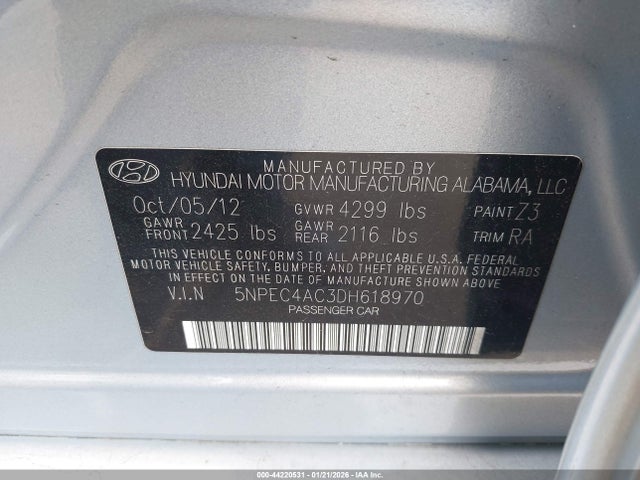 MANUFACTURED BY
HYUNDAI MOTOR MANUFACTURING ALABAMA, LLC
Oct/05/12 GVWR 4299 lbs PAINT Z3
GAWR FRONT 2425 lbs GAWR REAR 2116 lbs TRIM RA
THIS VEHICLE CONFORMS TO ALL APPLICABLE U.S.A. FEDERAL
MOTOR VEHICLE SAFETY, BUMPER, AND THEFT PREVENTION STANDARDS
IN EFFECT ON THE DATE OF MANUFACTURE SHOWN ABOVE.
V.I.N 5NPEC4AC3DH618970
PASSENGER CAR
000-44220531 - 01/21/2026 - IAAI.COM